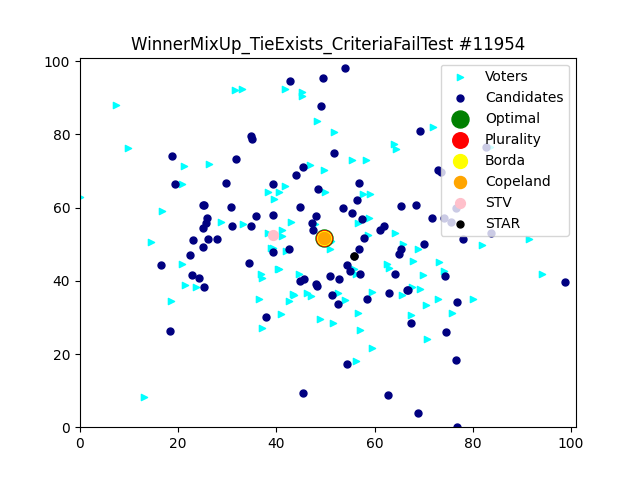 WinnerMixUp_TieExists_CriteriaFailTest #11954
100
80
60
40
20
0
0
20
40
60
80
100
Voters
Candidates
Optimal
Plurality
Borda
Copeland
STV
STAR